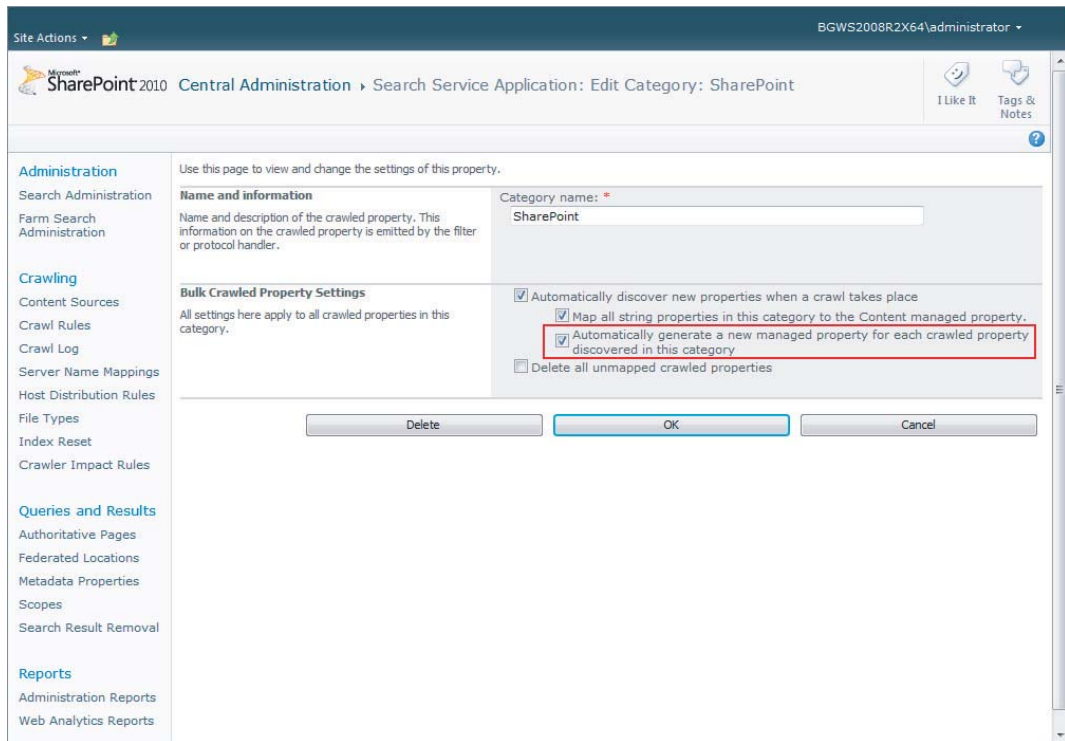 BGWS2008R2X64\administrator
Site Actions
Microsoft
SharePoint 2010
Central Administration
Search Service Application: Edit Category: SharePoint
I Like It
Tags &
Notes
Administration
Search Administration
Farm Search
Administration
Crawling
Content Sources
Crawl Rules
Crawl Log
Server Name Mappings
Host Distribution Rules
File Types
Index Reset
Crawler Impact Rules
Queries and Results
Authoritative Pages
Federated Locations
Metadata Properties
Scopes
Search Result Removal
Reports
Administration Reports
Web Analytics Reports
Use this page to view and change the settings of this property.
Name and information
Name and description of the crawled property. This
information on the crawled property is emitted by the filter
or protocol handler.
Category name: *
SharePoint
Bulk Crawled Property Settings
All settings here apply to all crawled properties in this
category.
Automatically discover new properties when a crawl takes place
Map all string properties in this category to the Content managed property.
Automatically generate a new managed property for each crawled property
discovered in this category
Delete all unmapped crawled properties
Delete
OK
Cancel